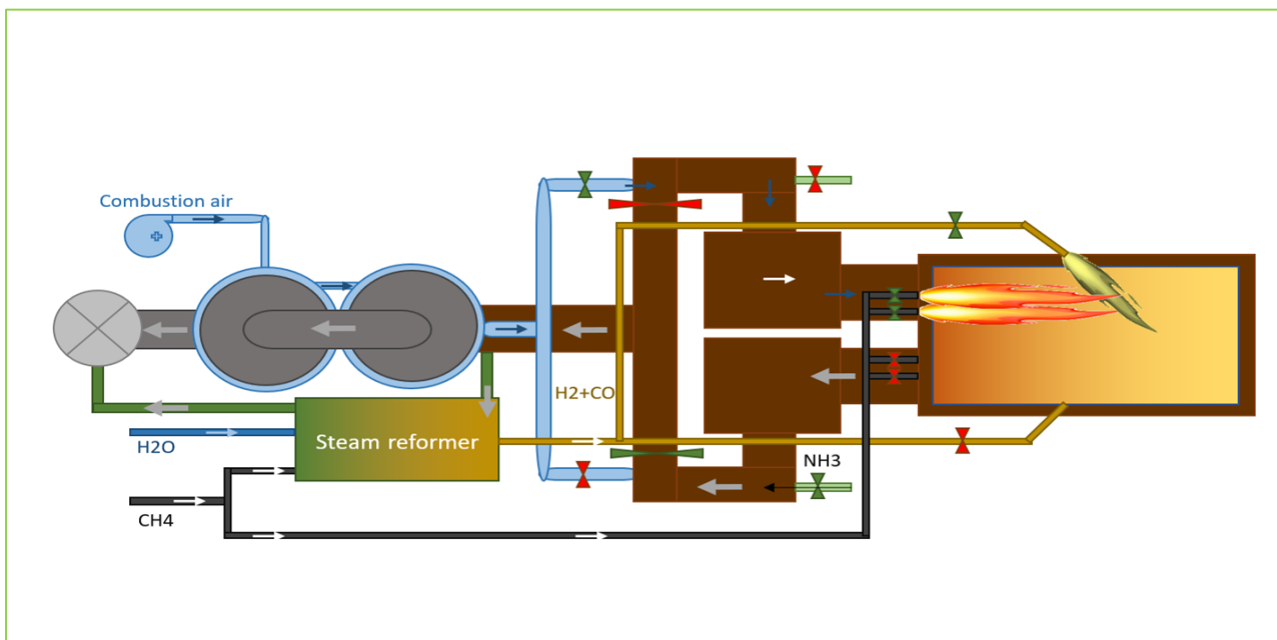 Combustion air
H2+CO
Steam reformer
H2O
NH3
CH4